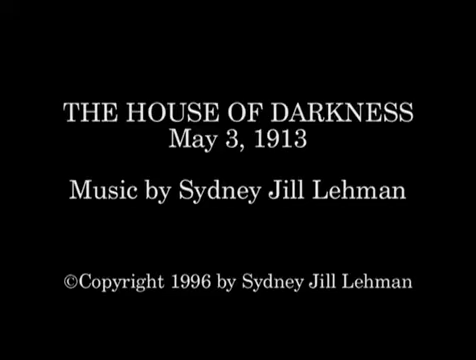 THE HOUSE OF DARKNESS
May 3, 1913
Music by Sydney Jill Lehman
©Copyright 1996 by Sydney Jill Lehman